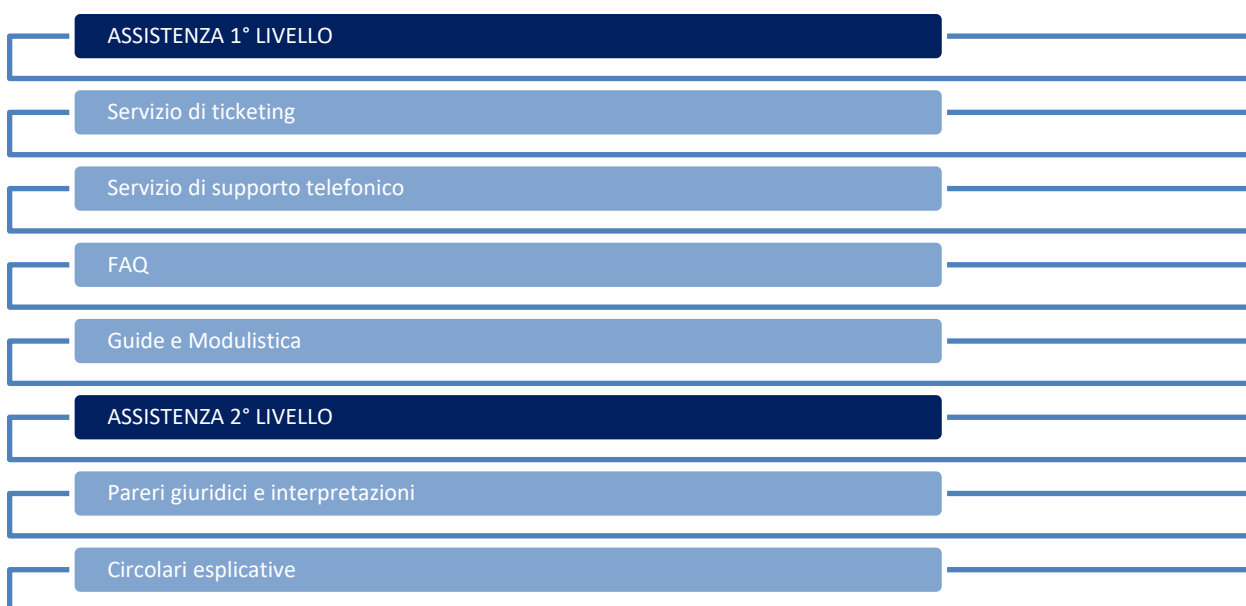 ASSISTENZA 1° LIVELLO
Servizio di ticketing
Servizio di supporto telefonico
FAQ
Guide e Modulistica
ASSISTENZA 2° LIVELLO
Pareri giuridici e interpretazioni
Circolari esplicative